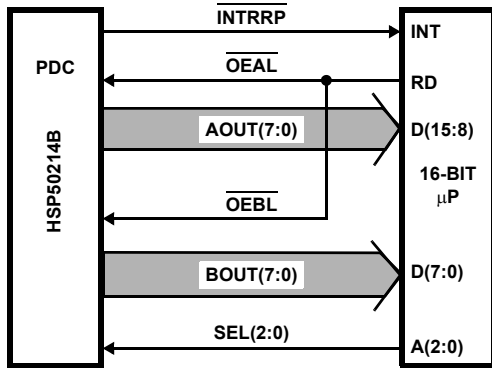 INTRRP
INT
PDC
OEAL
RD
AOUT(7:0)
D(15:8)
HSP50214B
16-BIT
µP
OEBL
BOUT(7:0)
D(7:0)
SEL(2:0)
A(2:0)